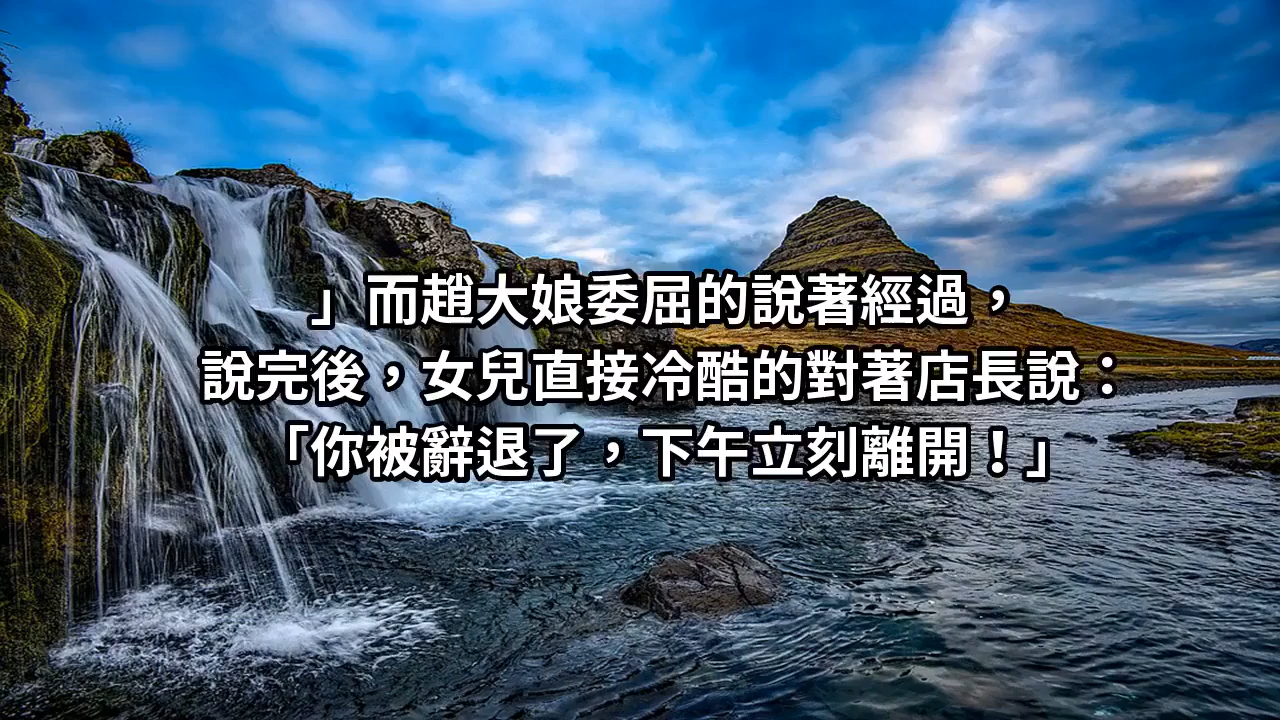 」而趙大娘委屈的說著經過，
說完後，女兒直接冷酷的對著店長說：
「你被辭退了，下午立刻離開！」